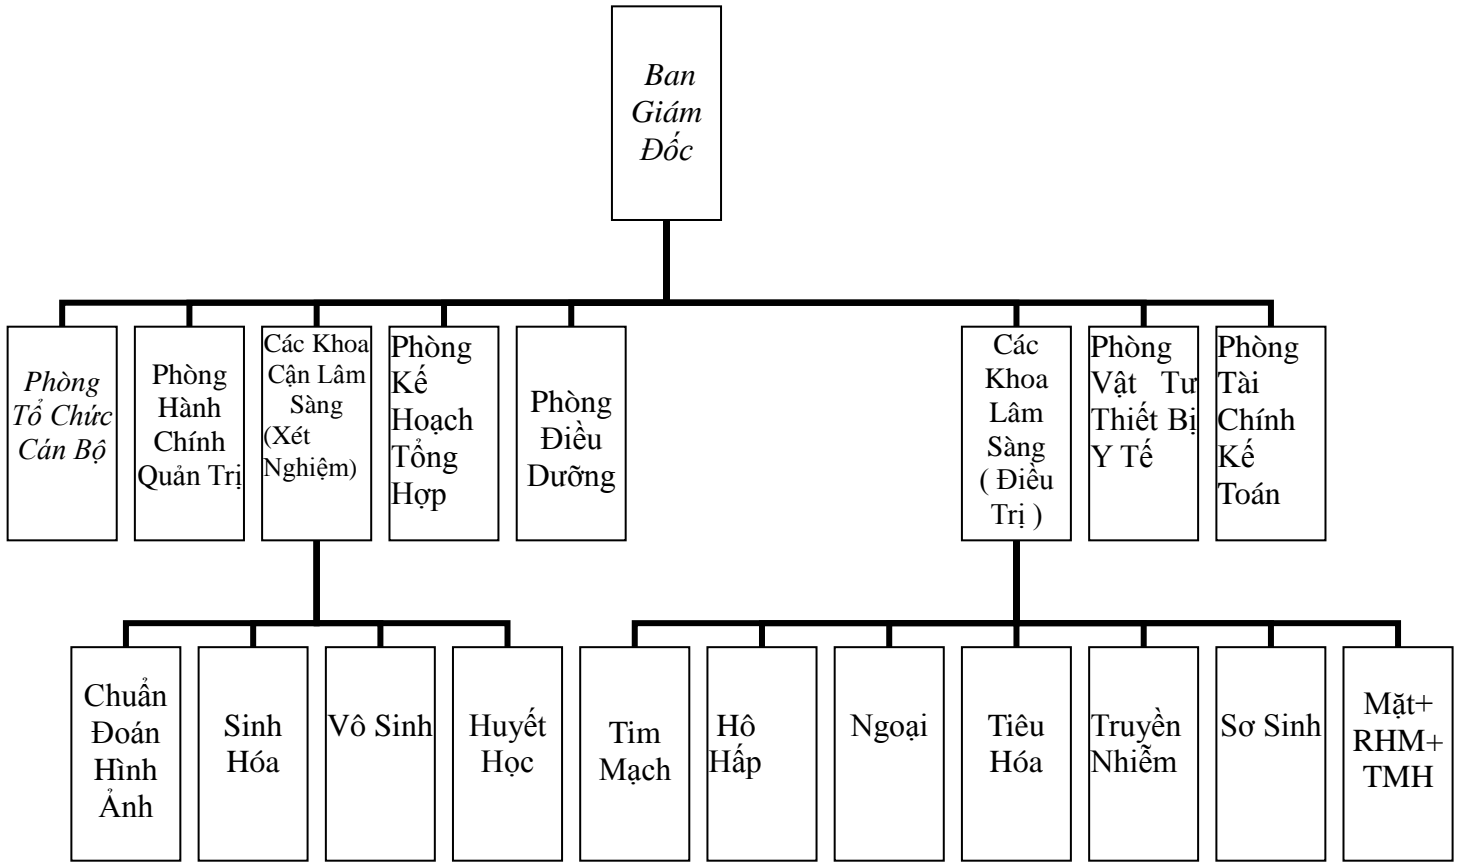 Ban
Giám
Đốc
Phòng
Tổ Chức
Cán Bộ
Phòng
Hành
Chính
Quản Trị
Các Khoa
Cận Lâm
Sàng
(Xét
Nghiệm)
Phòng
Kế
Hoạch
Tổng
Hợp
Phòng
Điều
Dưỡng
Các
Khoa
Lâm
Sàng
( Điều
Trị )
Phòng
Vật Tư
Thiết Bị
Y Tế
Phòng
Tài
Chính
Kế
Toán
Chuẩn
Đoán
Hình
Ảnh
Sinh
Hóa
Vô Sinh
Huyết
Học
Tim
Mạch
Hô
Hấp
Ngoại
Tiêu
Hóa
Truyền
Nhiễm
Sơ Sinh
Mặt+
RHM+
TMH